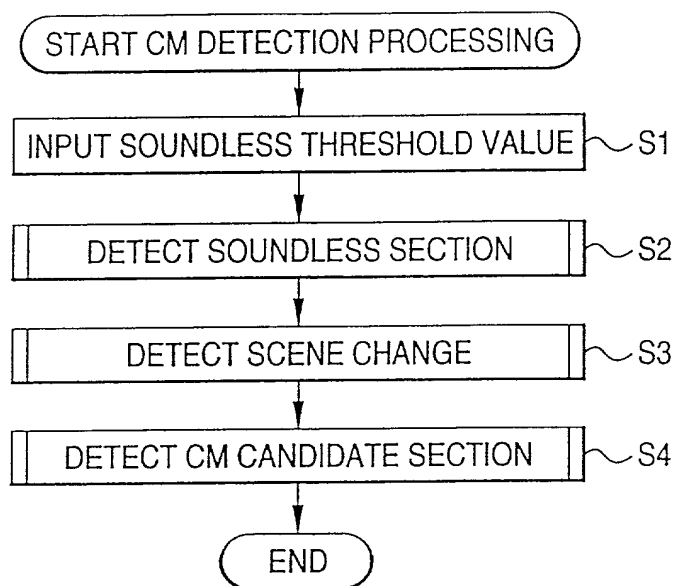 START CM DETECTION PROCESSING
INPUT SOUNDLESS THRESHOLD VALUE S1
DETECT SOUNDLESS SECTION S2
DETECT SCENE CHANGE S3
DETECT CM CANDIDATE SECTION S4
END